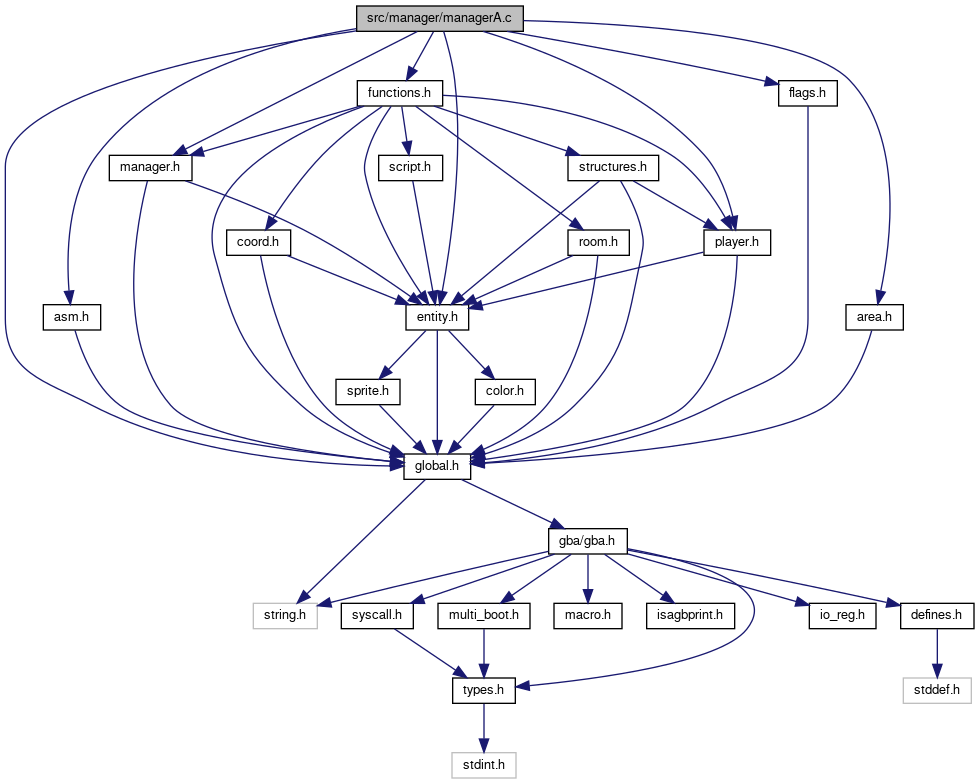 src/manager/managerA.c
functions.h
flags.h
manager.h
script.h
structures.h
coord.h
room.h
player.h
asm.h
entity.h
area.h
sprite.h
color.h
global.h
gba/gba.h
string.h
syscall.h
multi_boot.h
macro.h
isagbprint.h
io_reg.h
defines.h
types.h
stddef.h
stdint.h